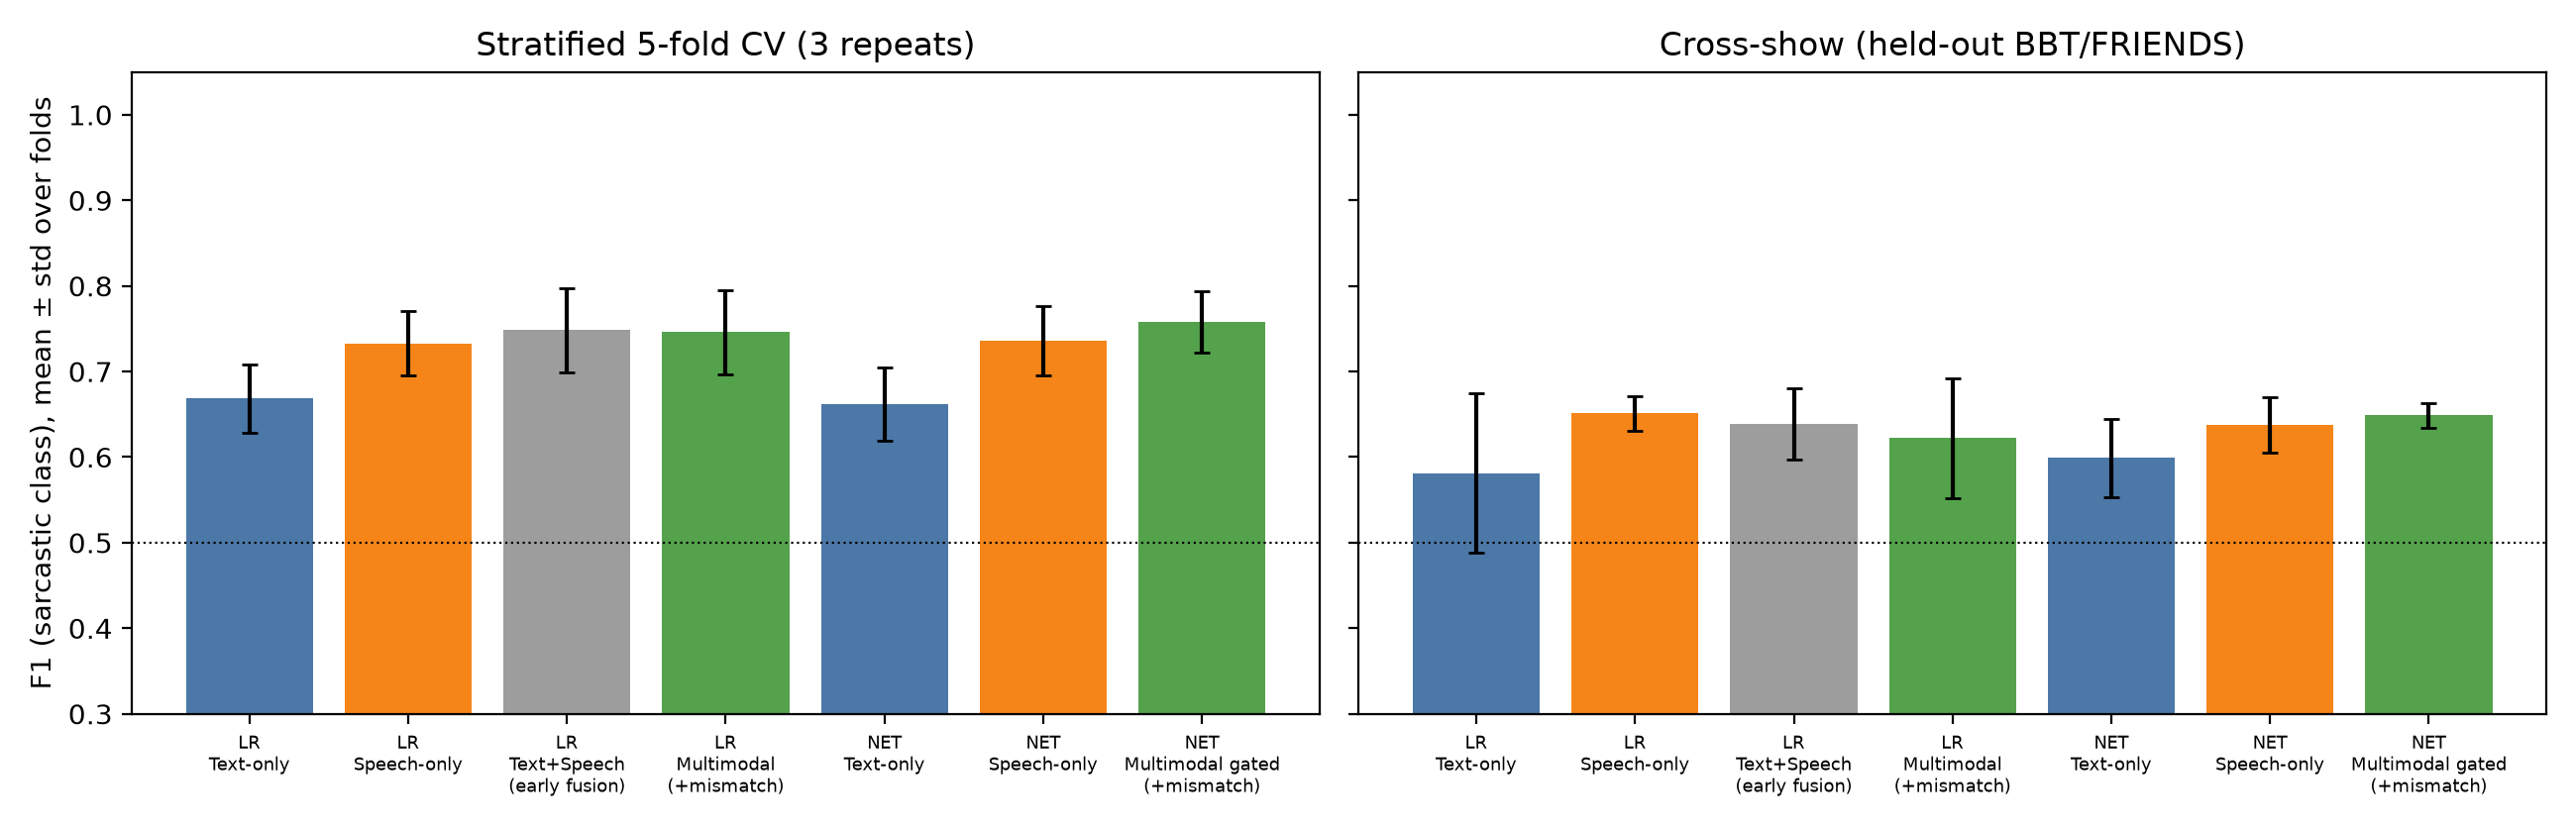 Stratified 5-fold CV (3 repeats)
F1 (sarcastic class), mean ± std over folds
1.0
0.9
0.8
0.7
0.6
0.5
0.4
0.3
LR
Text-only
LR
Speech-only
LR
Text+Speech
(early fusion)
LR
Multimodal
(+mismatch)
NET
Text-only
NET
Speech-only
NET
Multimodal gated
(+mismatch)
Cross-show (held-out BBT/FRIENDS)
LR
Text-only
LR
Speech-only
LR
Text+Speech
(early fusion)
LR
Multimodal
(+mismatch)
NET
Text-only
NET
Speech-only
NET
Multimodal gated
(+mismatch)